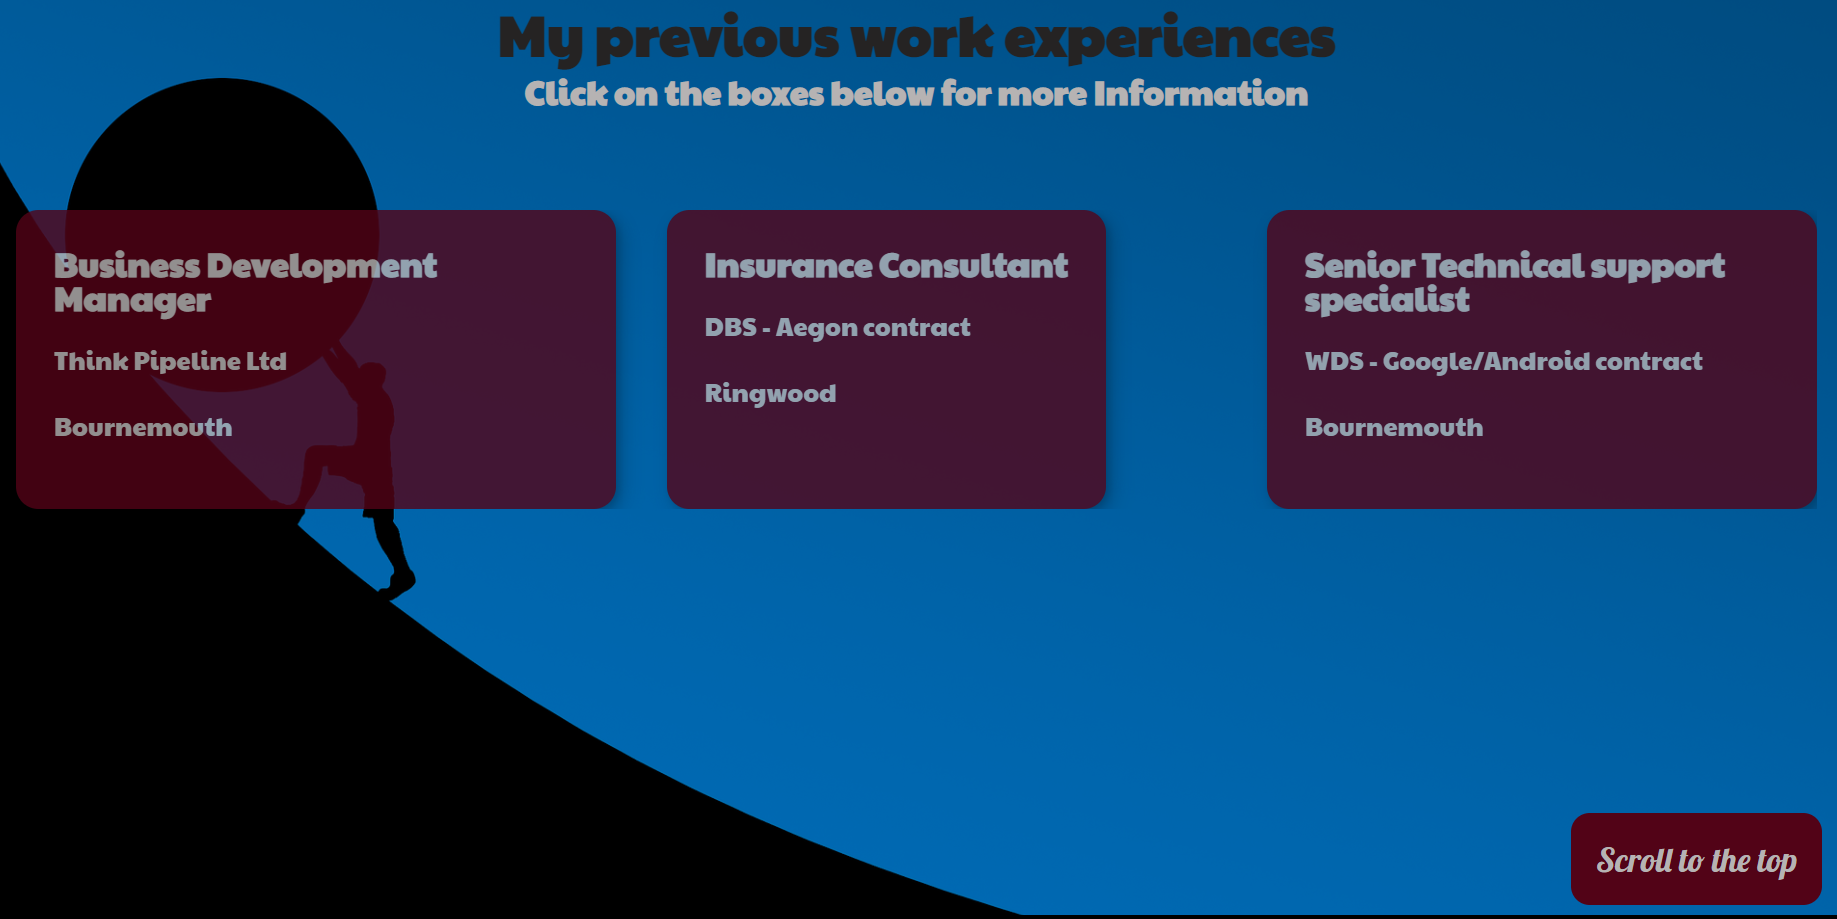 My previous work experiences
Click on the boxes below for more Information
Business Development
Manager
Think Pipeline Ltd
Bournemouth
Insurance Consultant
DBS - Aegon contract
Ringwood
Senior Technical support
specialist
WDS - Google/Android contract
Bournemouth
Scroll to the top